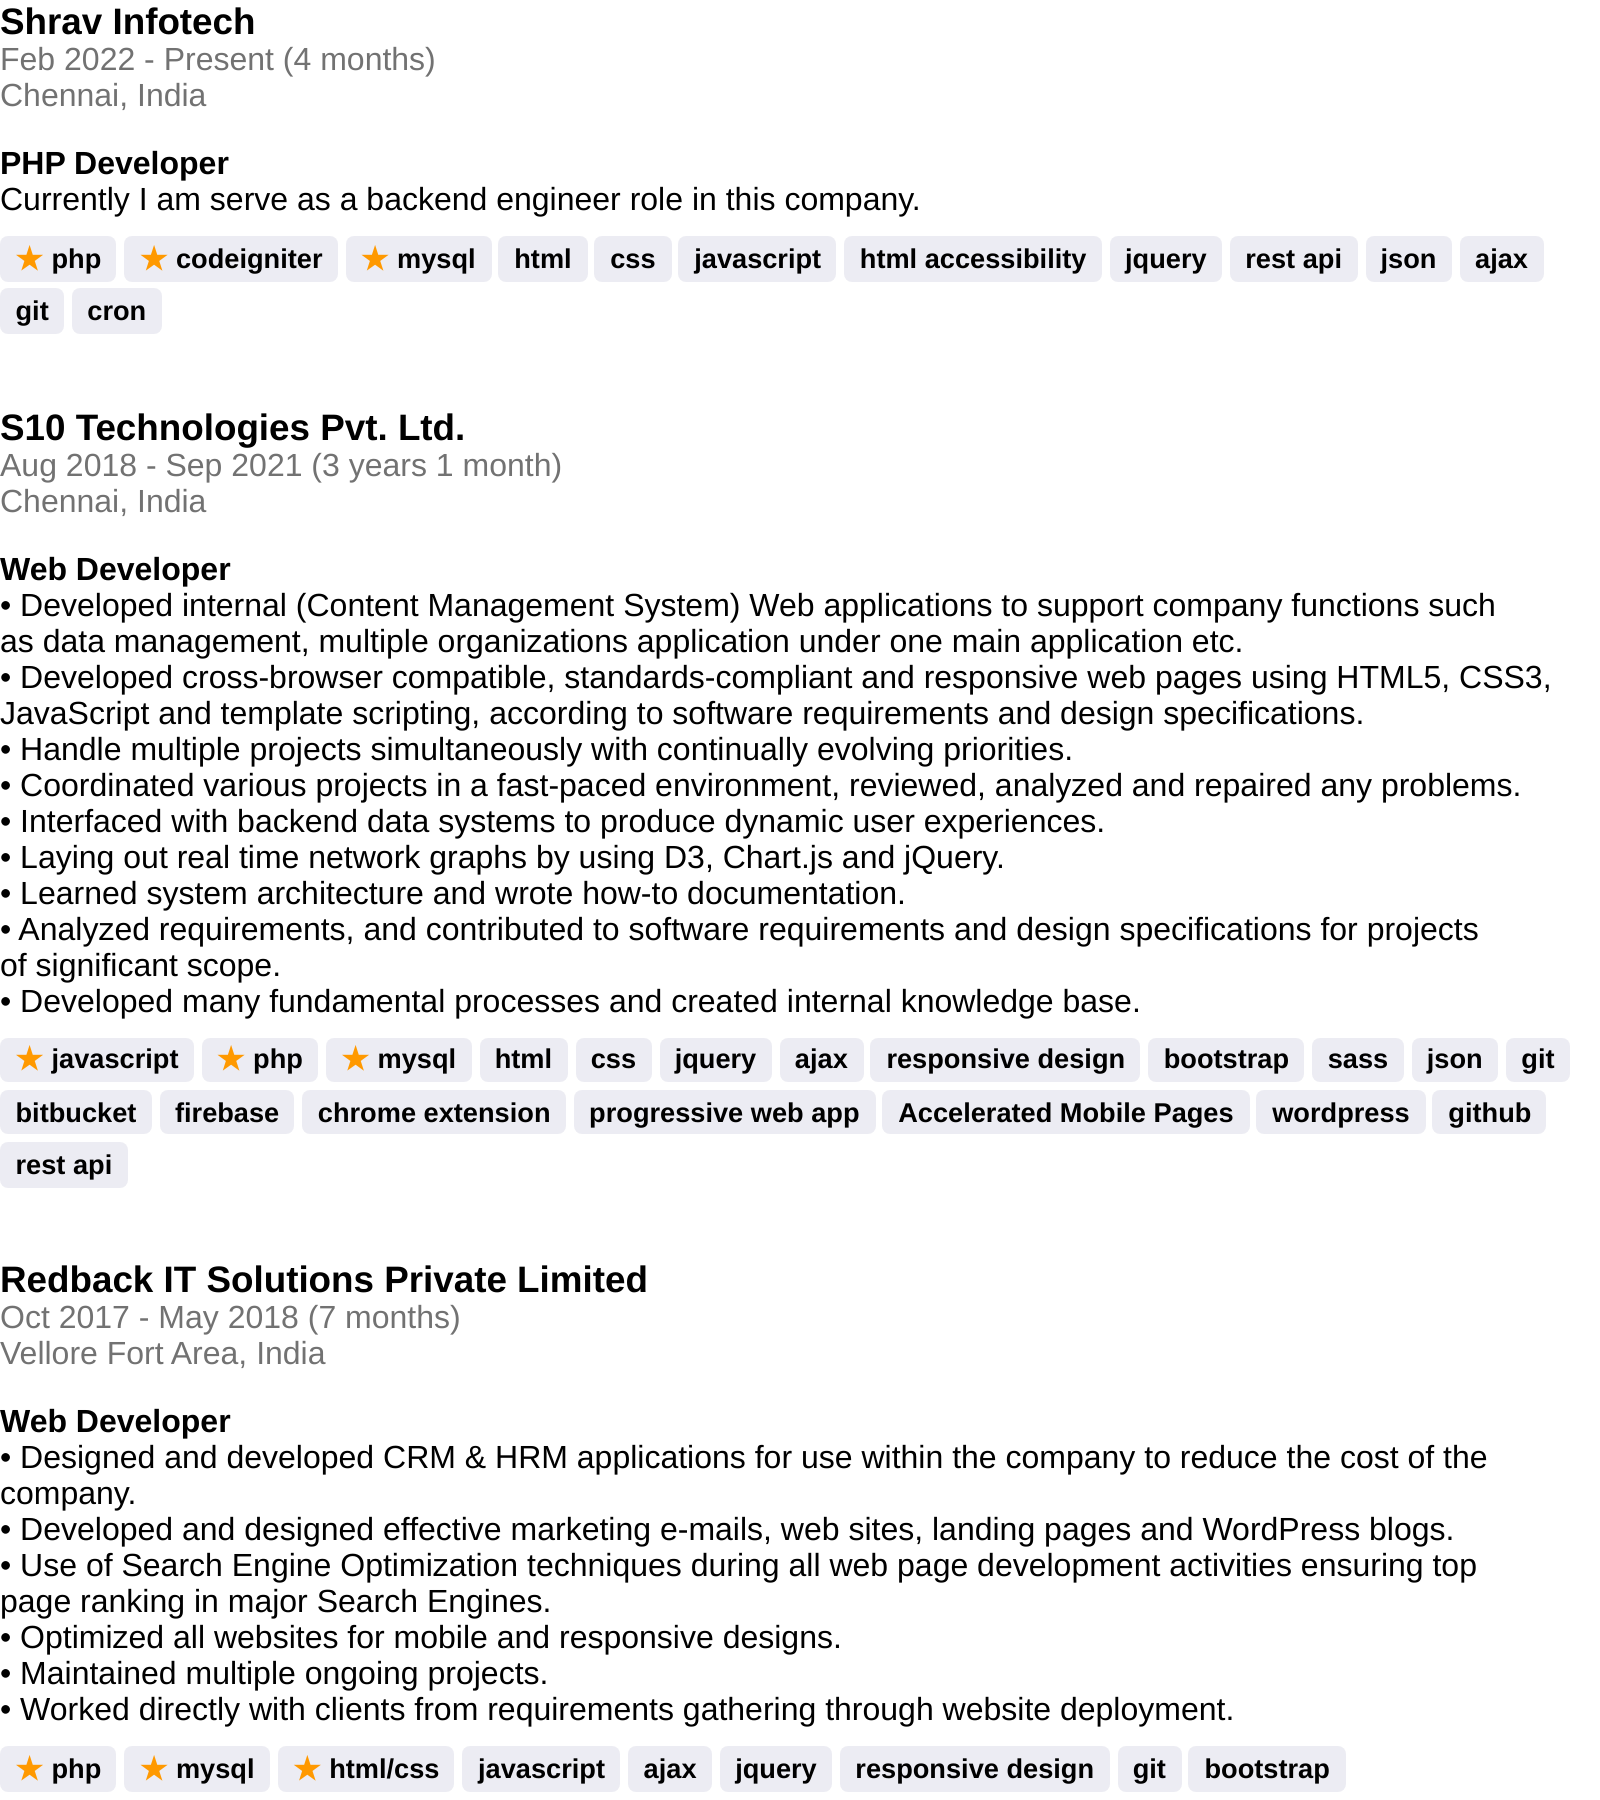 Shrav Infotech
Feb 2022 - Present (4 months)
Chennai, India
PHP Developer
Currently I am serve as a backend engineer role in this company.
★ php ★ codeigniter ★ mysql html css javascript html accessibility jquery rest api json ajax
git cron
S10 Technologies Pvt. Ltd.
Aug 2018 - Sep 2021 (3 years 1 month)
Chennai, India
Web Developer
• Developed internal (Content Management System) Web applications to support company functions such
as data management, multiple organizations application under one main application etc.
• Developed cross-browser compatible, standards-compliant and responsive web pages using HTML5, CSS3,
JavaScript and template scripting, according to software requirements and design specifications.
• Handle multiple projects simultaneously with continually evolving priorities.
• Coordinated various projects in a fast-paced environment, reviewed, analyzed and repaired any problems.
• Interfaced with backend data systems to produce dynamic user experiences.
• Laying out real time network graphs by using D3, Chart.js and jQuery.
• Learned system architecture and wrote how-to documentation.
• Analyzed requirements, and contributed to software requirements and design specifications for projects
of significant scope.
• Developed many fundamental processes and created internal knowledge base.
★ javascript ★ php ★ mysql html css jquery ajax responsive design bootstrap sass json git
bitbucket firebase chrome extension progressive web app Accelerated Mobile Pages wordpress github
rest api
Redback IT Solutions Private Limited
Oct 2017 - May 2018 (7 months)
Vellore Fort Area, India
Web Developer
• Designed and developed CRM & HRM applications for use within the company to reduce the cost of the
company.
• Developed and designed effective marketing e-mails, web sites, landing pages and WordPress blogs.
• Use of Search Engine Optimization techniques during all web page development activities ensuring top
page ranking in major Search Engines.
• Optimized all websites for mobile and responsive designs.
• Maintained multiple ongoing projects.
• Worked directly with clients from requirements gathering through website deployment.
★ php ★ mysql ★ html/css javascript ajax jquery responsive design git bootstrap